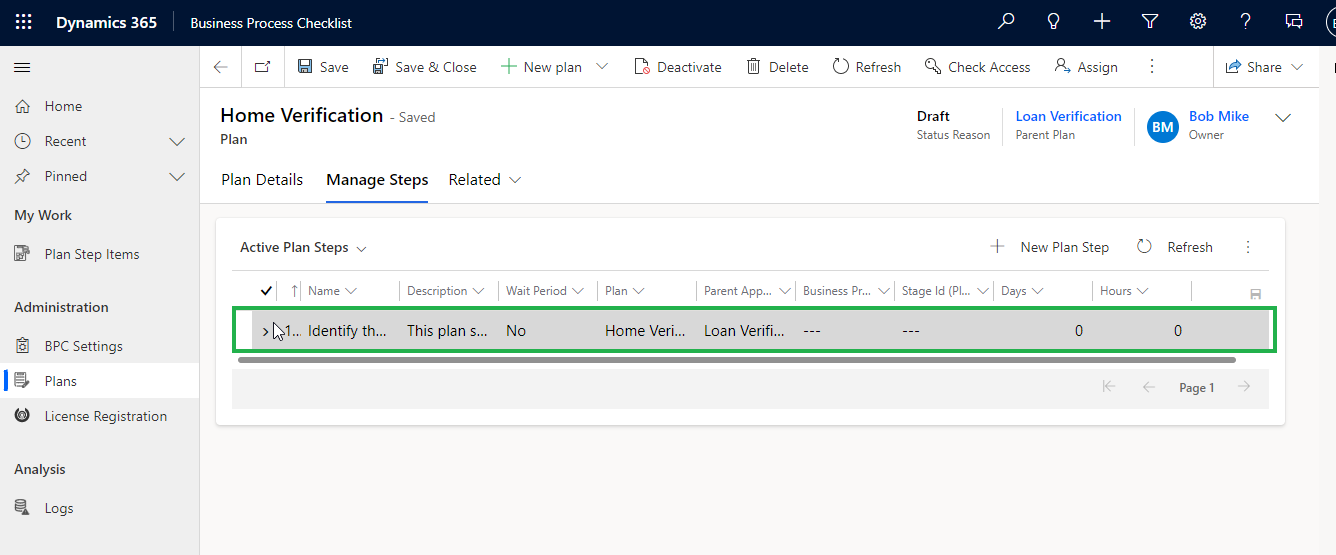 Dynamics 365 Business Process Checklist
Save Save & Close New plan Deactivate Delete Refresh Check Access Assign Share
Home
Recent
Pinned
My Work
Plan Step Items
Administration
BPC Settings
Plans
License Registration
Analysis
Logs
Home Verification - Saved
Plan
Draft
Status Reason
Loan Verification
Parent Plan
BM
Bob Mike
Owner
Plan Details Manage Steps Related
Active Plan Steps
New Plan Step Refresh
Name Description Wait Period Plan Parent App... Business Pr... Stage Id (Pl... Days Hours
1... Identify th... This plan s... No Home Veri... Loan Verifi... --- --- 0 0
Page 1